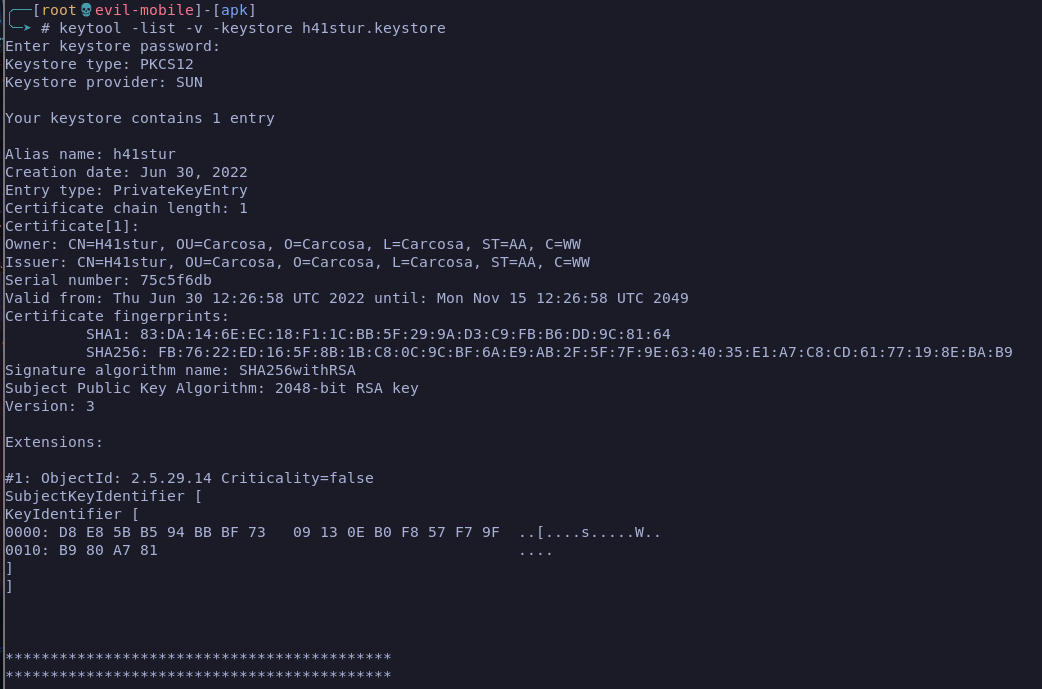 [root💀evil-mobile]-[apk]
# keytool -list -v -keystore h41stur.keystore
Enter keystore password:
Keystore type: PKCS12
Keystore provider: SUN
Your keystore contains 1 entry
Alias name: h41stur
Creation date: Jun 30, 2022
Entry type: PrivateKeyEntry
Certificate chain length: 1
Certificate[1]:
Owner: CN=H41stur, OU=Carcosa, O=Carcosa, L=Carcosa, ST=AA, C=WW
Issuer: CN=H41stur, OU=Carcosa, O=Carcosa, L=Carcosa, ST=AA, C=WW
Serial number: 75c5f6db
Valid from: Thu Jun 30 12:26:58 UTC 2022 until: Mon Nov 15 12:26:58 UTC 2049
Certificate fingerprints:
SHA1: 83:DA:14:6E:EC:18:F1:1C:BB:5F:29:9A:D3:C9:FB:B6:DD:9C:81:64
SHA256: FB:76:22:ED:16:5F:8B:1B:C8:0C:9C:BF:6A:E9:AB:2F:5F:7F:9E:63:40:35:E1:A7:C8:CD:61:77:19:8E:BA:B9
Signature algorithm name: SHA256withRSA
Subject Public Key Algorithm: 2048-bit RSA key
Version: 3
Extensions:
#1: ObjectId: 2.5.29.14 Criticality=false
SubjectKeyIdentifier [
KeyIdentifier [
0000: D8 E8 5B B5 94 BB BF 73   09 13 0E B0 F8 57 F7 9F  ..[....s.....W..
0010: B9 80 A7 81                                        ....
]
]
*******************************************
*******************************************